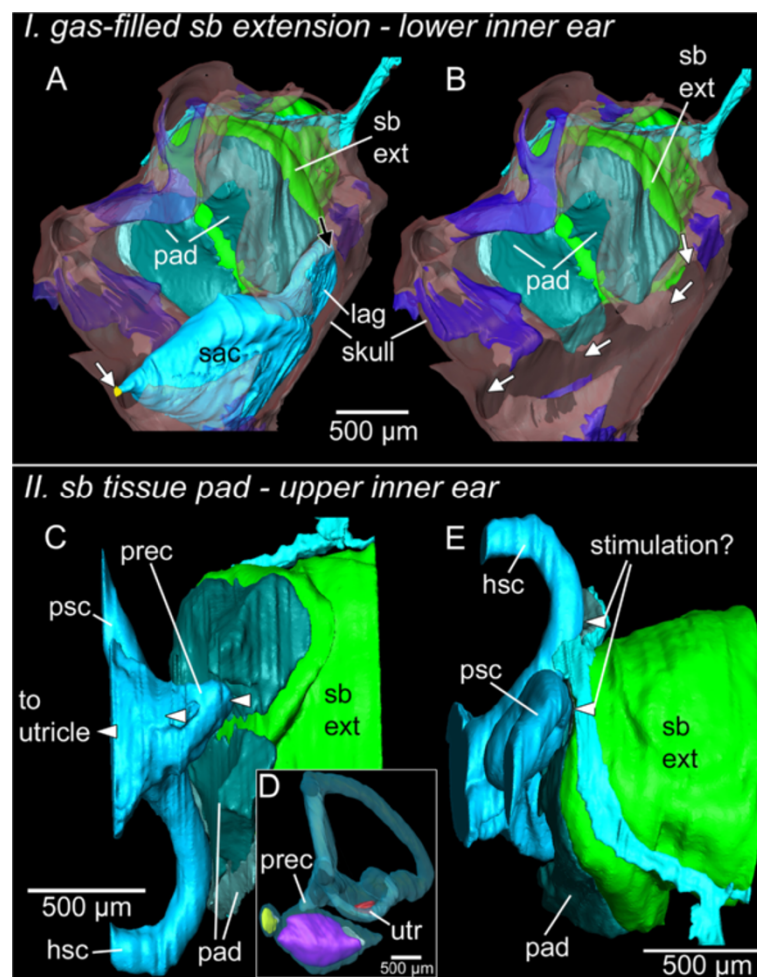 I. gas-filled sb extension - lower inner ear
A
sb
ext
pad
lag
sac
skull
500 µm
B
sb
ext
pad
II. sb tissue pad - upper inner ear
C
prec
psc
to
utricle
sb
ext
500 µm
hsc
pad
D
prec
utr
500 µm
E
stimulation?
hsc
psc
sb
ext
pad
500 µm